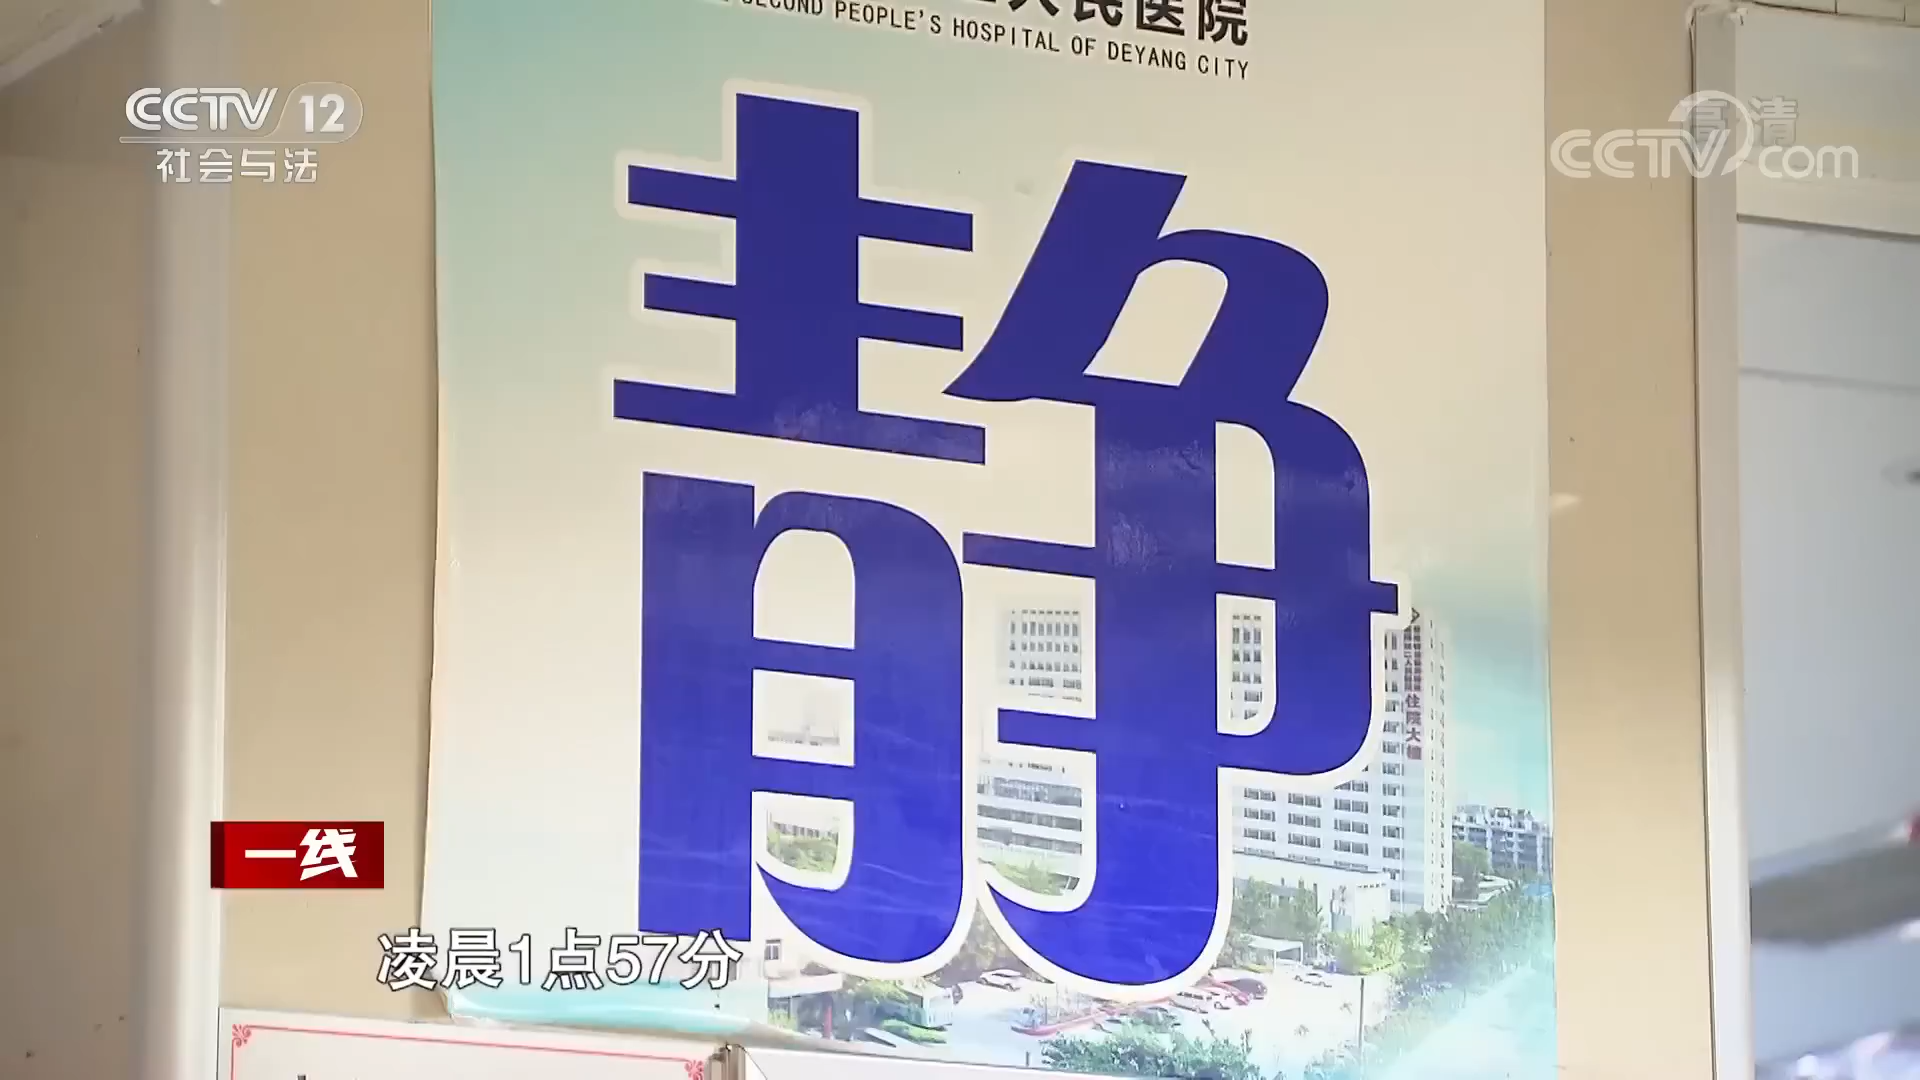 人民医院
SECOND PEOPLE'S HOSPITAL OF DEYANG CITY
CCTV 12
社会与法
高清
CCTV.com
静
住院大楼
一线
凌晨1点57分